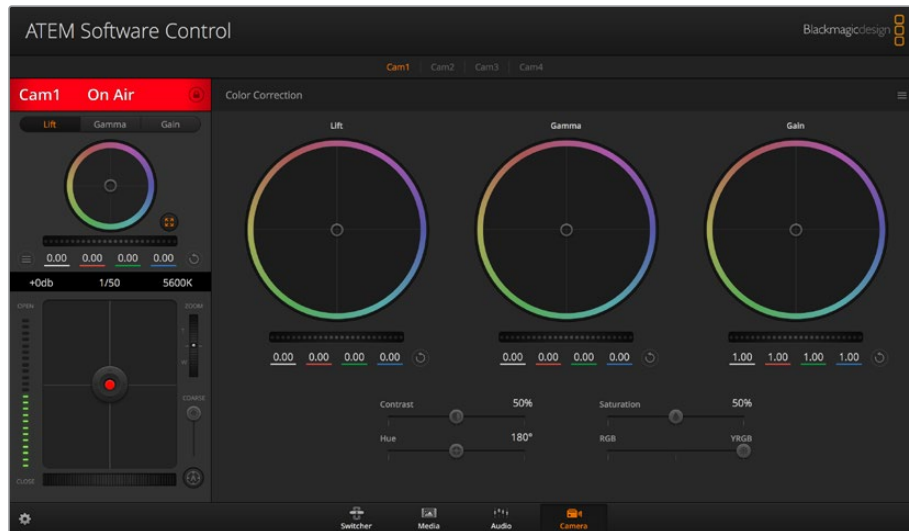 ATEM Software Control
Blackmagicdesign
Cam1 Cam2 Cam3 Cam4
Cam1 On Air
Color Correction
Lift Gamma Gain
Lift Gamma Gain
0.00 0.00 0.00 0.00
+0db 1/50 5600K
OPEN
ZOOM
T
W
COARSE
CLOSE
0.00 0.00 0.00 0.00
0.00 0.00 0.00 0.00
1.00 1.00 1.00 1.00
Contrast 50%
Saturation 50%
Hue 180°
RGB YRGB
Switcher Media Audio Camera